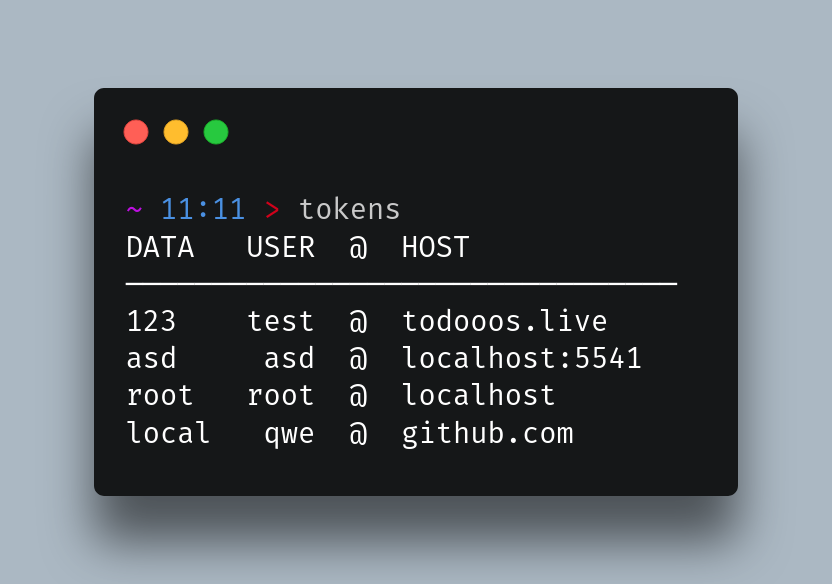 ~ 11:11 > tokens
DATA   USER  @  HOST
123    test  @  todooos.live
asd     asd  @  localhost:5541
root   root  @  localhost
local   qwe  @  github.com